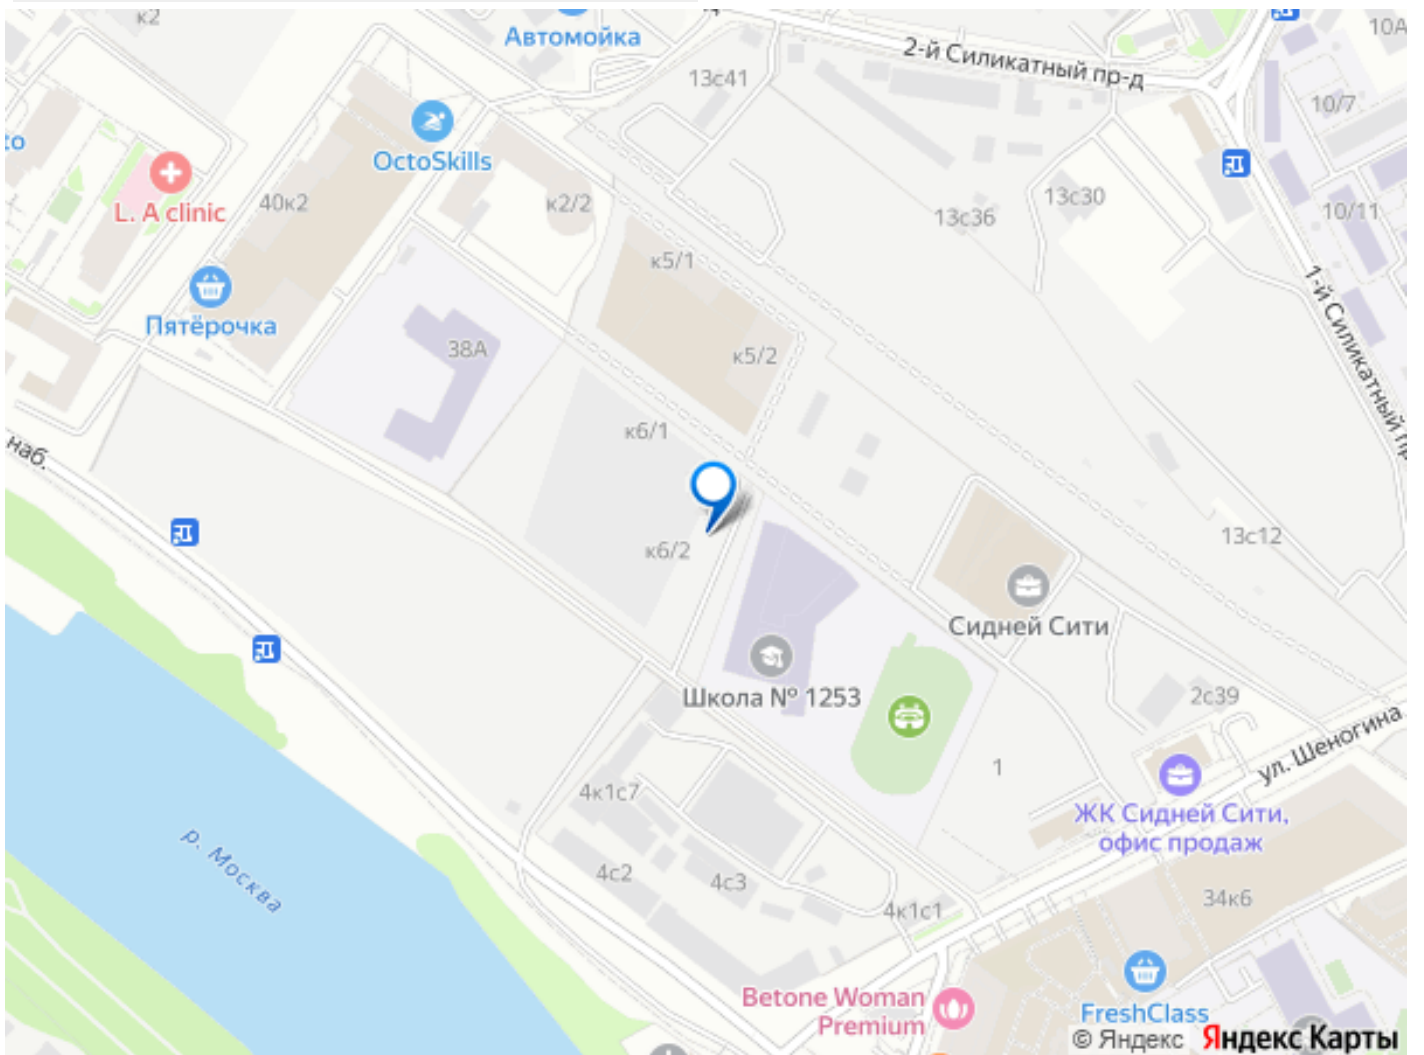 к2
Автомойка
2-й Силикатный пр-д
10А
13с41
10/7
OctoSkills
со
L. A clinic
40к2
к2/2
13с36
13с30
10/11
к5/1
1-й Силикатный пр
Пятёрочка
38А
к5/2
к6/1
наб.
к6/2
13с12
Сидней Сити
Школа № 1253
2с39
ул. Шеногина
1
4к1с7
ЖК Сидней Сити,
офис продаж
р. Москва
4с2
4с3
34к6
4к1с1
Betone Woman
Premium
FreshClass
© Яндекс Яндекс Карты